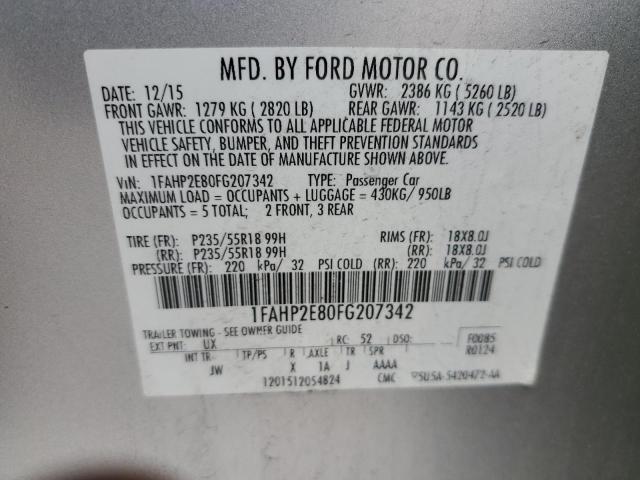 MFD. BY FORD MOTOR CO.
DATE: 12/15 GVWR: 2386 KG ( 5260 LB)
FRONT GAWR: 1279 KG ( 2820 LB) REAR GAWR: 1143 KG ( 2520 LB)
THIS VEHICLE CONFORMS TO ALL APPLICABLE FEDERAL MOTOR
VEHICLE SAFETY, BUMPER, AND THEFT PREVENTION STANDARDS
IN EFFECT ON THE DATE OF MANUFACTURE SHOWN ABOVE.
VIN: 1FAHP2E80FG207342 TYPE: Passenger Car
MAXIMUM LOAD = OCCUPANTS + LUGGAGE = 430KG/ 950LB
OCCUPANTS = 5 TOTAL; 2 FRONT, 3 REAR
TIRE (FR): P235/55R18 99H RIMS (FR): 18X8.0J
(RR): P235/55R18 99H (RR): 18X8.0J
PRESSURE (FR): 220 kPa/ 32 PSI COLD (RR): 220 kPa/ 32 PSI COLD
1FAHP2E80FG207342
TRAILER TOWING - SEE OWNER GUIDE
EXT PNT: UX RC: 52 DSO: F0085
INT TR TP/PS R AXLE TR SPR R0124
JW X 1A J AAAA
1201512054824 CMC